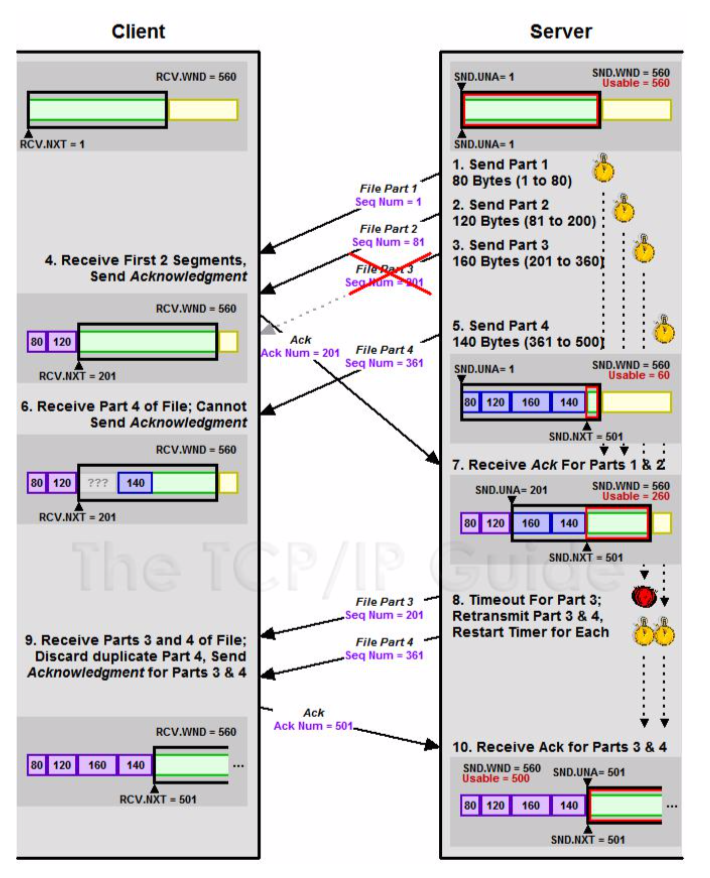 Client
Server
RCV.WND = 560
RCV.NXT = 1
SND.UNA= 1
SND.WND = 560
Usable = 560
SND.UNA= 1
1. Send Part 1
80 Bytes (1 to 80)
File Part 1
Seq Num = 1
2. Send Part 2
120 Bytes (81 to 200)
File Part 2
Seq Num = 81
3. Send Part 3
160 Bytes (201 to 360)
File Part 3
Seq Num = 201
4. Receive First 2 Segments,
Send Acknowledgment
RCV.WND = 560
80 120
RCV.NXT = 201
Ack
Ack Num = 201
5. Send Part 4
140 Bytes (361 to 500)
File Part 4
Seq Num = 361
SND.UNA= 1
SND.WND = 560
Usable = 60
80 120 160 140
SND.NXT = 501
6. Receive Part 4 of File; Cannot
Send Acknowledgment
RCV.WND = 560
80 120 ??? 140
RCV.NXT = 201
7. Receive Ack For Parts 1 & 2
SND.UNA= 201
SND.WND = 560
Usable = 260
80 120 160 140
SND.NXT = 501
The TCP/IP Guide
8. Timeout For Part 3;
Retransmit Part 3 & 4,
Restart Timer for Each
File Part 3
Seq Num = 201
File Part 4
Seq Num = 361
9. Receive Parts 3 and 4 of File;
Discard duplicate Part 4, Send
Acknowledgment for Parts 3 & 4
Ack
Ack Num = 501
RCV.WND = 560
80 120 160 140 ...
RCV.NXT = 501
10. Receive Ack for Parts 3 & 4
SND.WND = 560
Usable = 500
SND.UNA= 501
80 120 160 140 ...
SND.NXT = 501